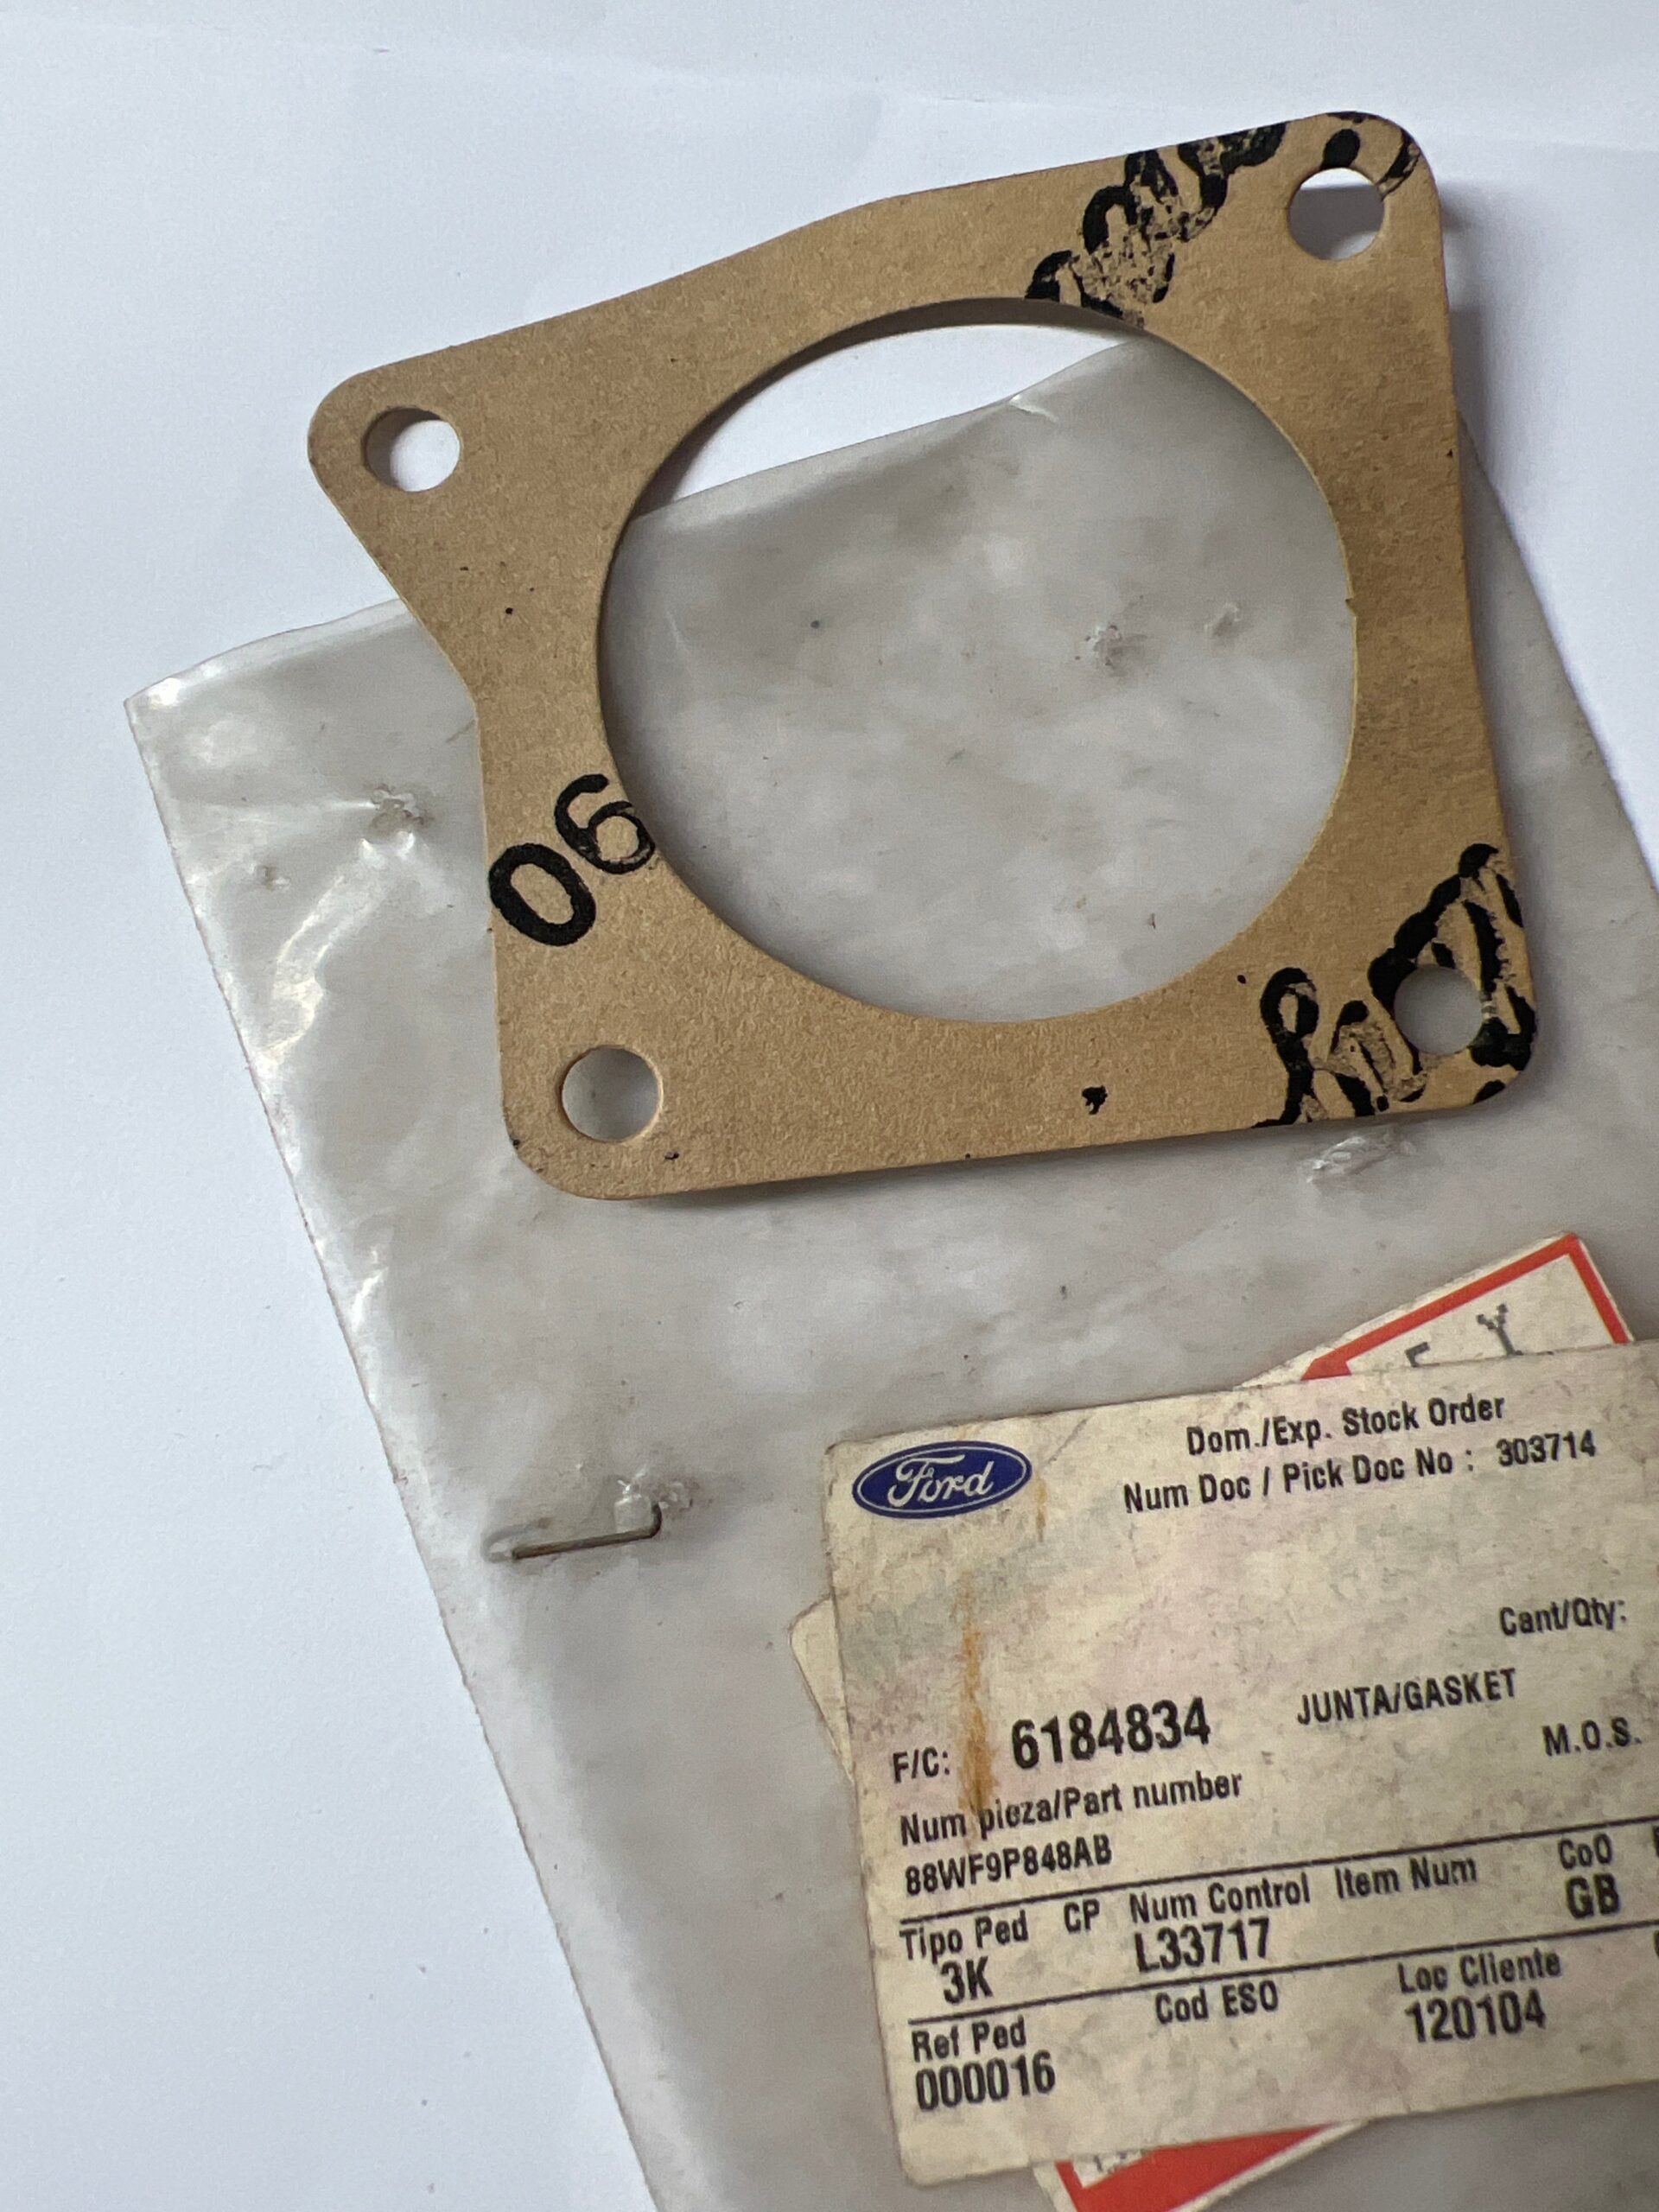 06
Ford
Dom./Exp. Stock Order
Num Doc / Pick Doc No : 303714
Cant/Qty:
F/C: 6184834 JUNTA/GASKET
M.O.S.
Num pieza/Part number
88WF9P848AB
Tipo Ped CP Num Control Item Num CoO
3K L33717 GB
Ref Ped Cod ESO Loc Cliente
000016 120104